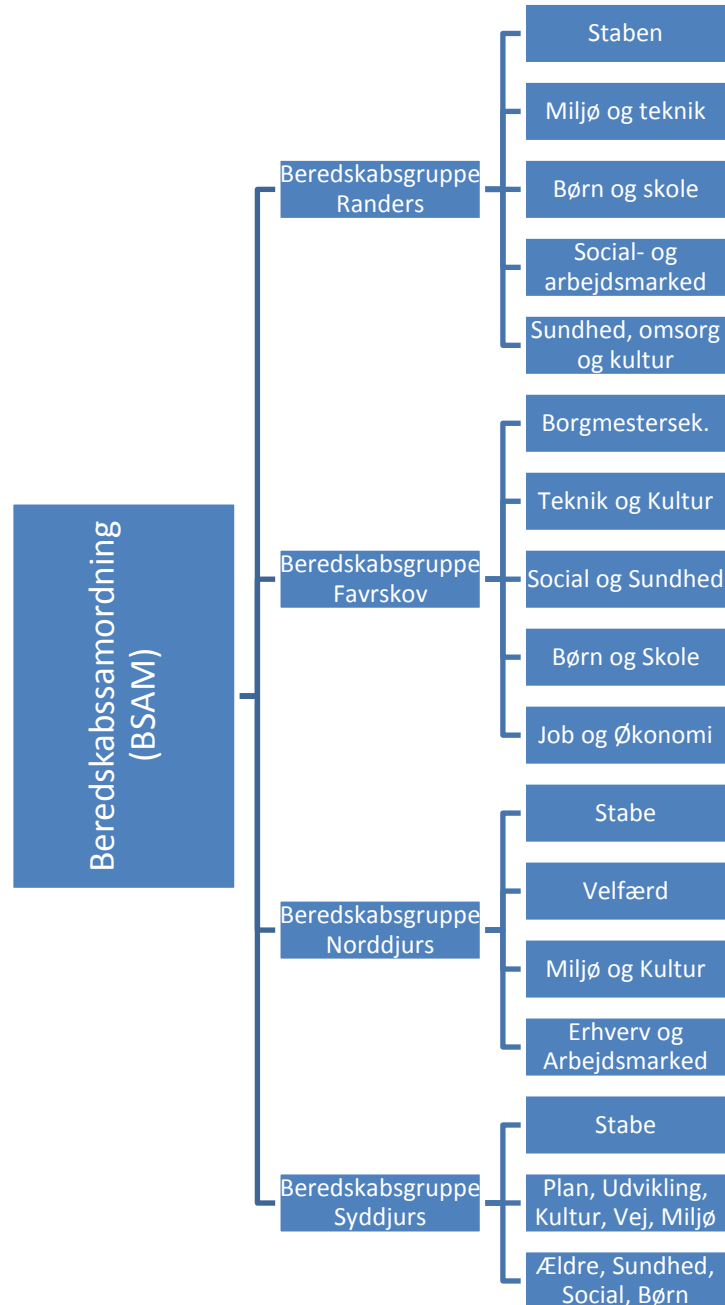 Beredskabssamordning
(BSAM)
Beredskabsgruppe
Randers
Staben
Miljø og teknik
Børn og skole
Social- og
arbejdsmarked
Sundhed, omsorg
og kultur
Beredskabsgruppe
Favrskov
Borgmestersek.
Teknik og Kultur
Social og Sundhed
Børn og Skole
Job og Økonomi
Beredskabsgruppe
Norddjurs
Stabe
Velfærd
Miljø og Kultur
Erhverv og
Arbejdsmarked
Beredskabsgruppe
Syddjurs
Stabe
Plan, Udvikling,
Kultur, Vej, Miljø
Ældre, Sundhed,
Social, Børn